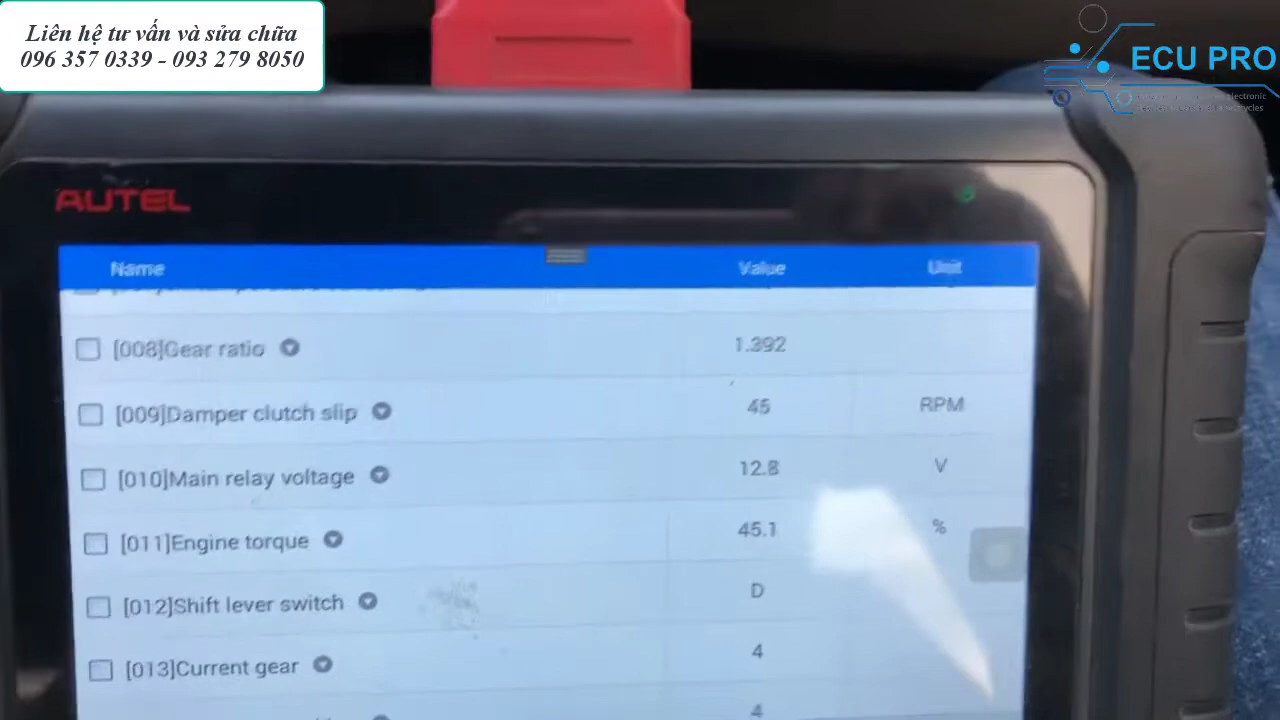 Liên hệ tư vấn và sửa chữa
096 357 0339 - 093 279 8050
ECU PRO
AUTEL
Name Value Unit
[008]Gear ratio 1.392
[009]Damper clutch slip 45 RPM
[010]Main relay voltage 12.8 V
[011]Engine torque 45.1 %
[012]Shift lever switch D
[013]Current gear 4
4